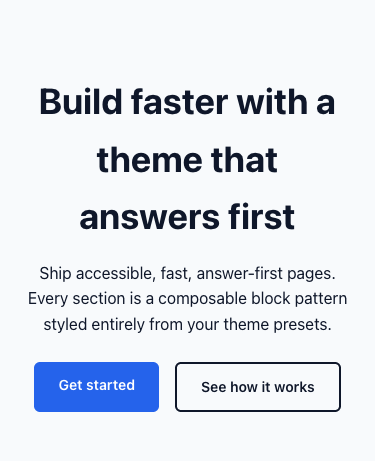 Build faster with a
theme that
answers first
Ship accessible, fast, answer-first pages.
Every section is a composable block pattern
styled entirely from your theme presets.
Get started
See how it works